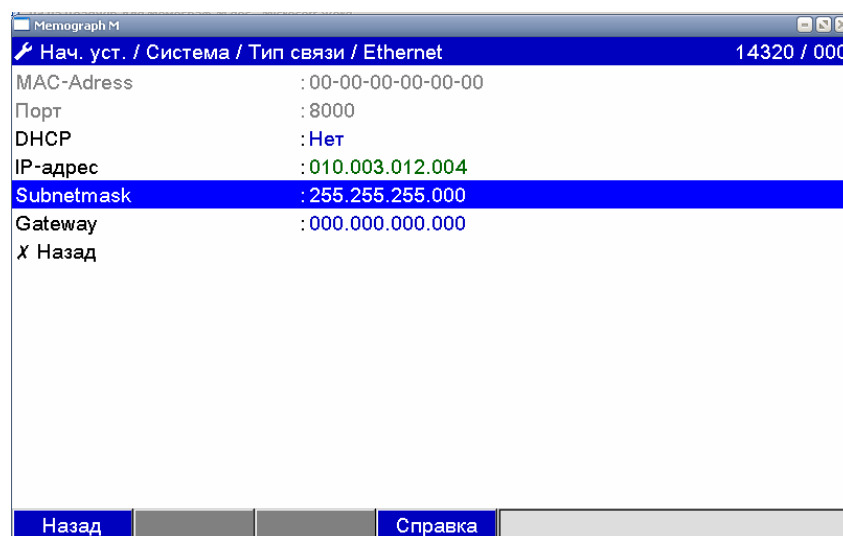 Memograph M
Нач. уст. / Система / Тип связи / Ethernet 14320 / 000
MAC-Adress : 00-00-00-00-00-00
Порт : 8000
DHCP : Нет
IP-адрес : 010.003.012.004
Subnetmask : 255.255.255.000
Gateway : 000.000.000.000
X Назад
Назад Справка